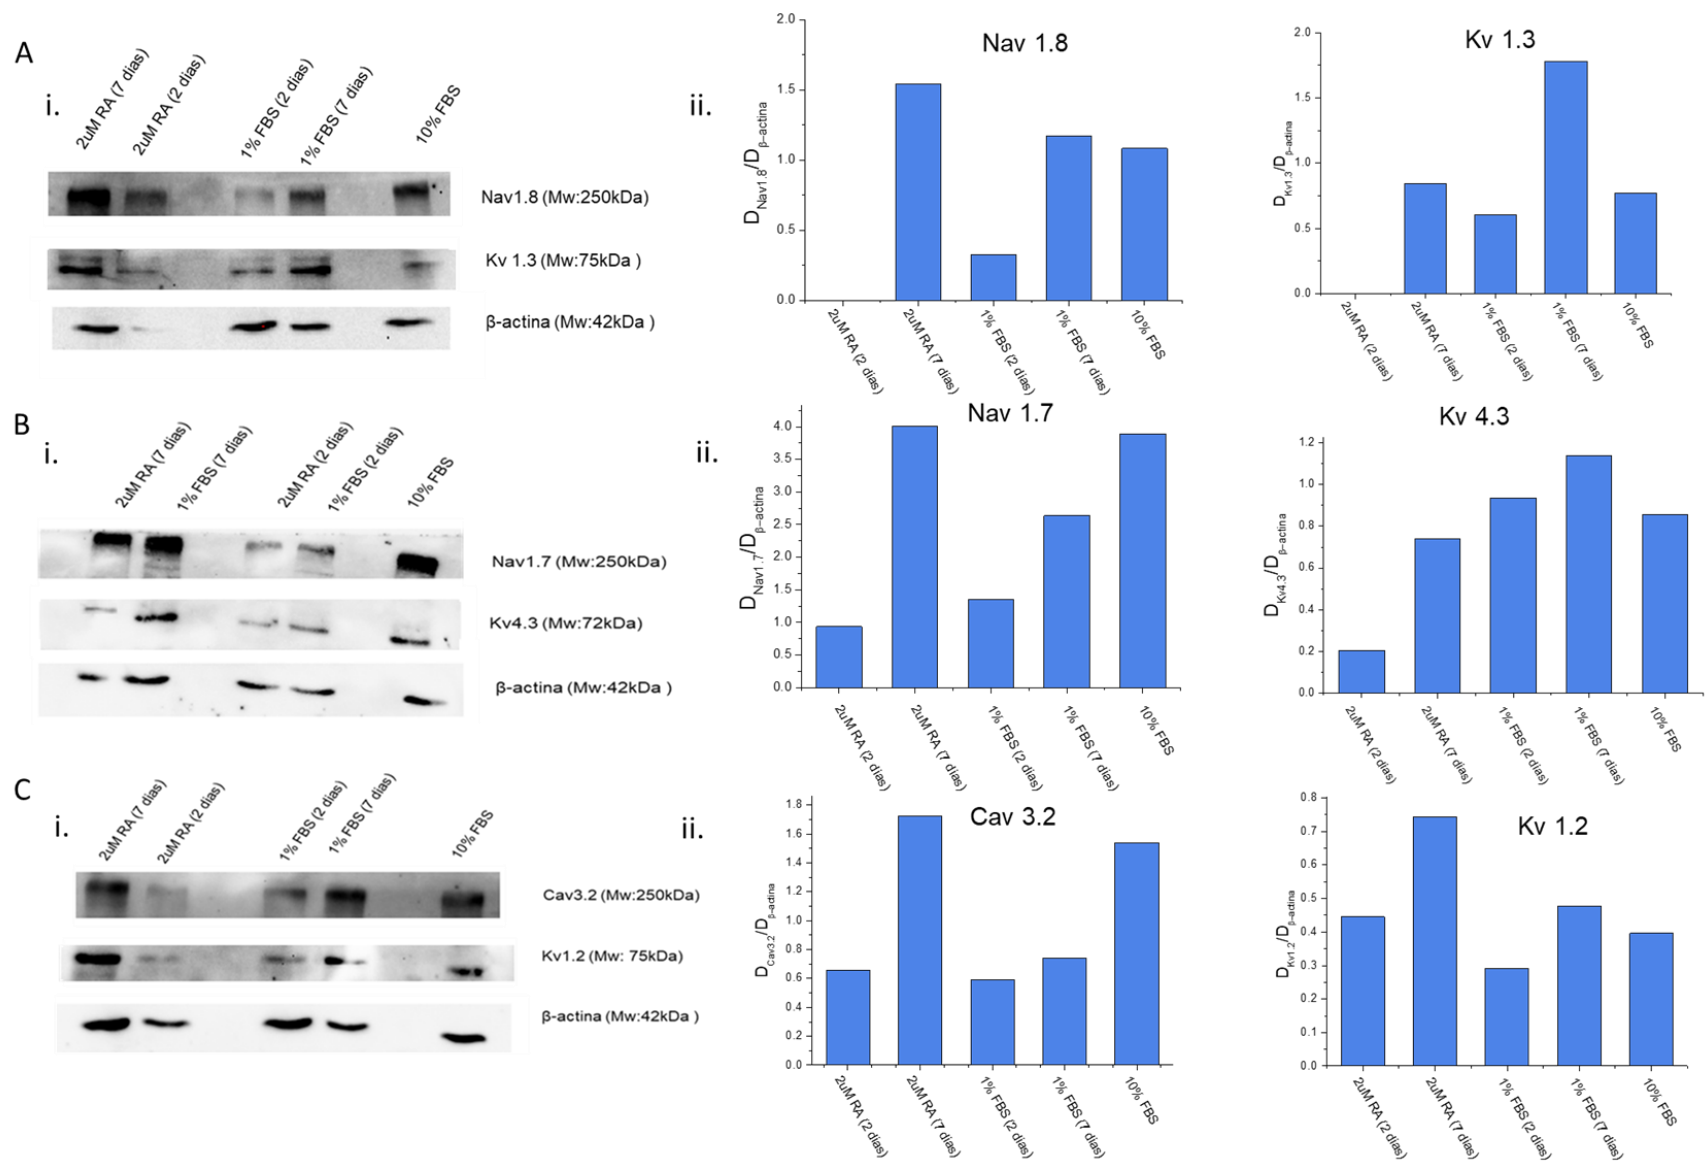 A
i.
2uM RA (7 dias)
2uM RA (2 dias)
1% FBS (2 dias)
1% FBS (7 dias)
10% FBS
Nav1.8 (Mw:250kDa)
Kv 1.3 (Mw:75kDa )
β-actina (Mw:42kDa )
ii.
Nav 1.8
D Nav1.8/D β–actina
2.0
1.5
1.0
0.5
0.0
2uM RA (2 dias)
2uM RA (7 dias)
1% FBS (2 dias)
1% FBS (7 dias)
10% FBS
Kv 1.3
D Kv1.3/D β-actina
2.0
1.5
1.0
0.5
0.0
2uM RA (2 dias)
2uM RA (7 dias)
1% FBS (2 dias)
1% FBS (7 dias)
10% FBS
B
i.
2uM RA (7 dias)
1% FBS (7 dias)
2uM RA (2 dias)
1% FBS (2 dias)
10% FBS
Nav1.7 (Mw:250kDa)
Kv4.3 (Mw:72kDa)
β-actina (Mw:42kDa )
ii.
Nav 1.7
D Nav1.7/D β–actina
4.0
3.5
3.0
2.5
2.0
1.5
1.0
0.5
0.0
2uM RA (2 dias)
2uM RA (7 dias)
1% FBS (2 dias)
1% FBS (7 dias)
10% FBS
Kv 4.3
D Kv4.3/D β–actina
1.2
1.0
0.8
0.6
0.4
0.2
0.0
2uM RA (2 dias)
2uM RA (7 dias)
1% FBS (2 dias)
1% FBS (7 dias)
10% FBS
C
i.
2uM RA (7 dias)
2uM RA (2 dias)
1% FBS (2 dias)
1% FBS (7 dias)
10% FBS
Cav3.2 (Mw:250kDa)
Kv1.2 (Mw: 75kDa)
β-actina (Mw:42kDa )
ii.
Cav 3.2
D Cav3.2/D β-actina
1.8
1.6
1.4
1.2
1.0
0.8
0.6
0.4
0.2
0.0
2uM RA (2 dias)
2uM RA (7 dias)
1% FBS (2 dias)
1% FBS (7 dias)
10% FBS
Kv 1.2
D Kv1.2/D β-actina
0.8
0.7
0.6
0.5
0.4
0.3
0.2
0.1
0.0
2uM RA (2 dias)
2uM RA (7 dias)
1% FBS (2 dias)
1% FBS (7 dias)
10% FBS